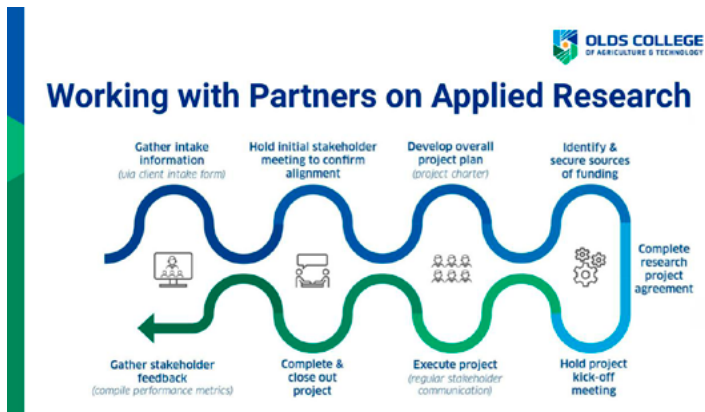 OLDS COLLEGE
OF AGRICULTURE & TECHNOLOGY
Working with Partners on Applied Research
Gather intake
information
(via client intake form)
Hold initial stakeholder
meeting to confirm
alignment
Develop overall
project plan
(project charter)
Identify &
secure sources
of funding
Complete
research
project
agreement
Hold project
kick-off
meeting
Execute project
(regular stakeholder
communication)
Complete &
close out
project
Gather stakeholder
feedback
(compile performance metrics)